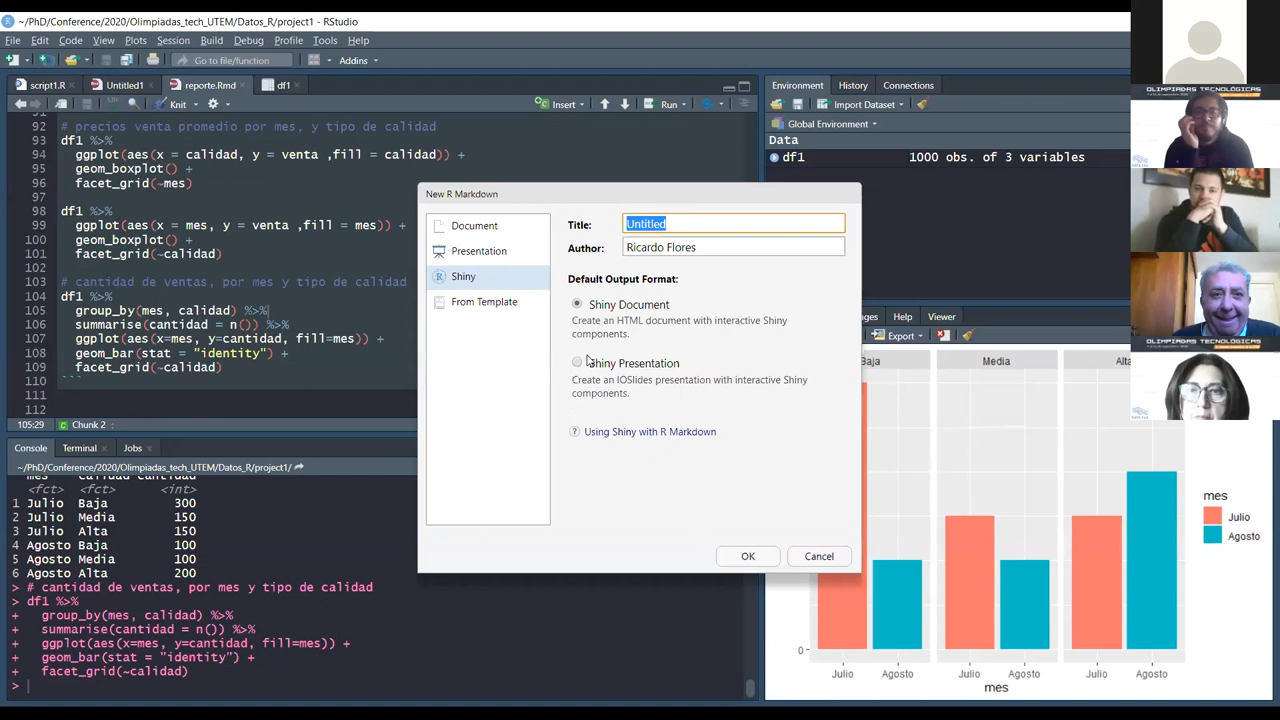 ~/PhD/Conference/2020/Olimpiadas_tech_UTEM/Datos_R/project1 - RStudio
File Edit Code View Plots Session Build Debug Profile Tools Help
Go to file/function
Addins
script1.R
Untitled1
reporte.Rmd
df1
Knit
Insert
Run
92 # precios venta promedio por mes, y tipo de calidad
93 df1 %>%
94 ggplot(aes(x = calidad, y = venta ,fill = calidad)) +
95 geom_boxplot() +
96 facet_grid(~mes)
97
98 df1 %>%
99 ggplot(aes(x = mes, y = venta ,fill = mes)) +
100 geom_boxplot() +
101 facet_grid(~calidad)
102
103 # cantidad de ventas, por mes y tipo de calidad
104 df1 %>%
105 group_by(mes, calidad) %>%
106 summarise(cantidad = n()) %>%
107 ggplot(aes(x=mes, y=cantidad, fill=mes)) +
108 geom_bar(stat = "identity") +
109 facet_grid(~calidad)
110 ```
111
112
105:29 Chunk 2
Console Terminal Jobs
~/PhD/Conference/2020/Olimpiadas_tech_UTEM/Datos_R/project1/
mes calidad cantidad
<fct> <fct> <int>
1 Julio Baja 300
2 Julio Media 150
3 Julio Alta 150
4 Agosto Baja 100
5 Agosto Media 100
6 Agosto Alta 200
> # cantidad de ventas, por mes y tipo de calidad
> df1 %>%
+ group_by(mes, calidad) %>%
+ summarise(cantidad = n()) %>%
+ ggplot(aes(x=mes, y=cantidad, fill=mes)) +
+ geom_bar(stat = "identity") +
+ facet_grid(~calidad)
>
New R Markdown
Document
Presentation
Shiny
From Template
Title: Untitled
Author: Ricardo Flores
Default Output Format:
Shiny Document
Create an HTML document with interactive Shiny
components.
Shiny Presentation
Create an IOSlides presentation with interactive Shiny
components.
Using Shiny with R Markdown
OK
Cancel
Environment History Connections
Import Dataset
Global Environment
Data
df1 1000 obs. of 3 variables
Help Viewer
Export
Baja Media Alta
0
Julio Agosto Julio Agosto Julio Agosto
mes
mes
Julio
Agosto
OLIMPIADAS TECNOLÓGICAS
OLIMPIADAS TECNOLÓGICAS